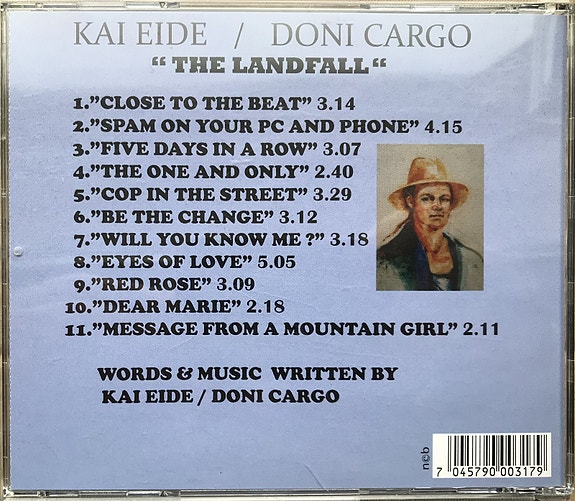 KAI EIDE / DONI CARGO
“ THE LANDFALL “
1.”CLOSE TO THE BEAT” 3.14
2.”SPAM ON YOUR PC AND PHONE” 4.15
3.”FIVE DAYS IN A ROW” 3.07
4.”THE ONE AND ONLY” 2.40
5.”COP IN THE STREET” 3.29
6.”BE THE CHANGE” 3.12
7.”WILL YOU KNOW ME ?” 3.18
8.”EYES OF LOVE” 5.05
9.”RED ROSE” 3.09
10.”DEAR MARIE” 2.18
11.”MESSAGE FROM A MOUNTAIN GIRL” 2.11
WORDS & MUSIC WRITTEN BY
KAI EIDE / DONI CARGO
n©b
7 045790 003179